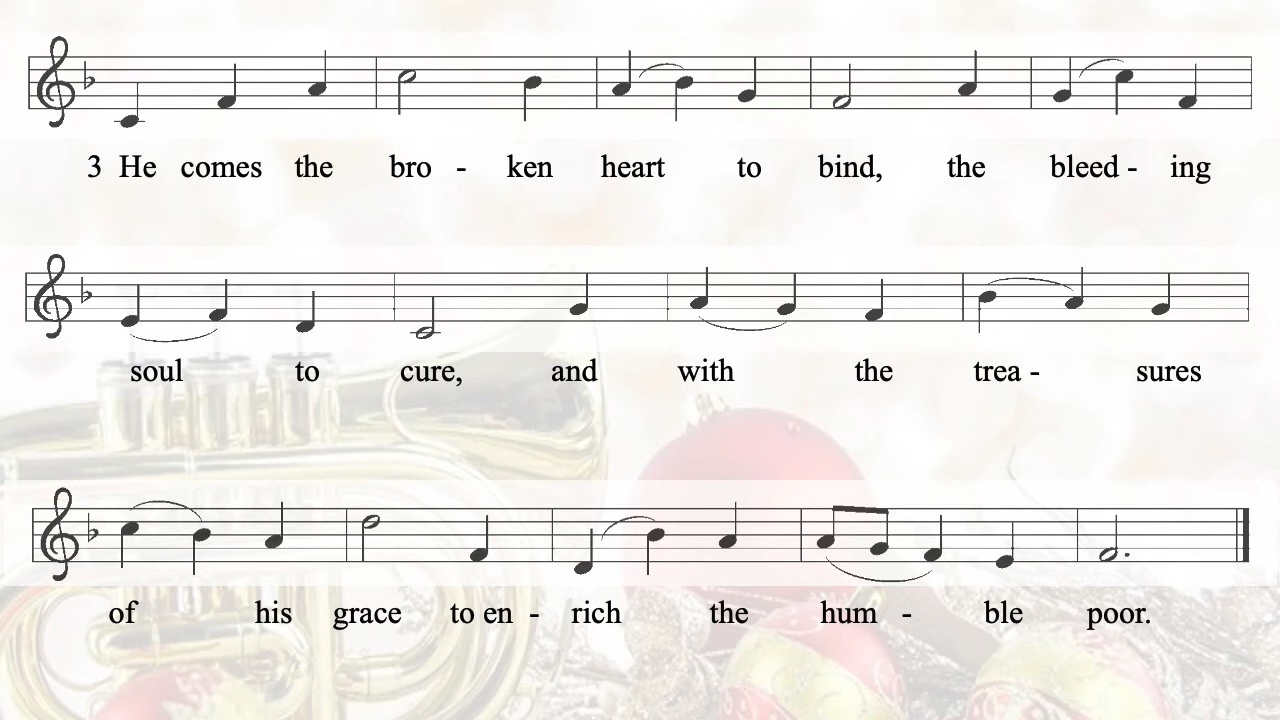 3 He comes the bro - ken heart to bind, the bleed - ing
soul to cure, and with the trea - sures
of his grace to en - rich the hum - ble poor.